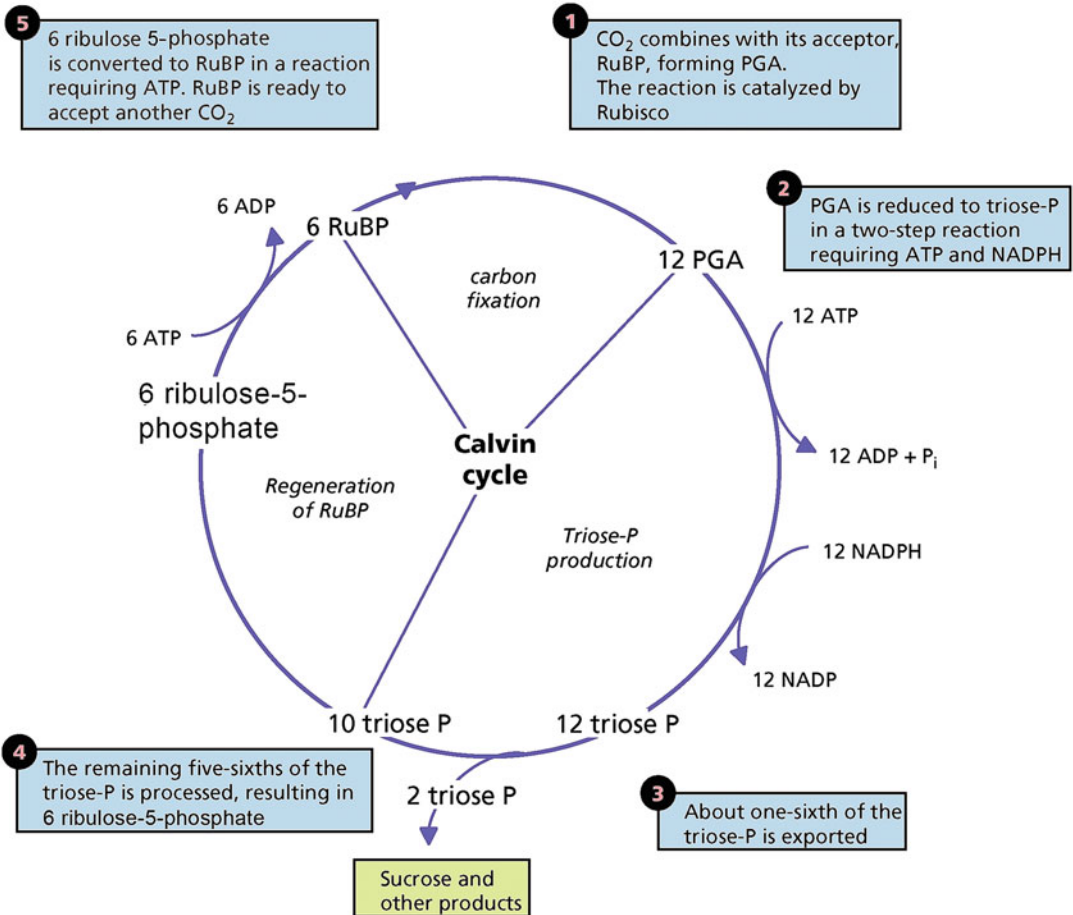 5
6 ribulose 5-phosphate
is converted to RuBP in a reaction
requiring ATP. RuBP is ready to
accept another CO₂
1
CO₂ combines with its acceptor,
RuBP, forming PGA.
The reaction is catalyzed by
Rubisco
2
PGA is reduced to triose-P
in a two-step reaction
requiring ATP and NADPH
6 ADP
6 RuBP
carbon
fixation
12 PGA
6 ATP
12 ATP
6 ribulose-5-
phosphate
Calvin
cycle
12 ADP + Pᵢ
Regeneration
of RuBP
Triose-P
production
12 NADPH
12 NADP
10 triose P
12 triose P
4
The remaining five-sixths of the
triose-P is processed, resulting in
6 ribulose-5-phosphate
2 triose P
3
About one-sixth of the
triose-P is exported
Sucrose and
other products